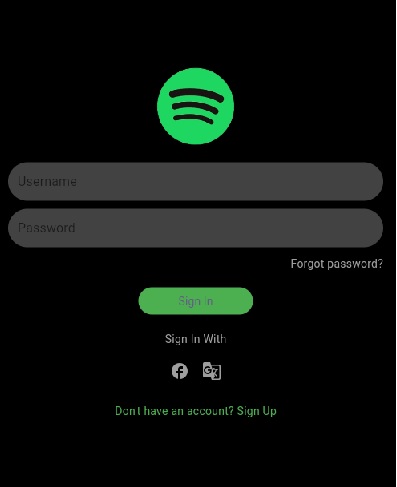 Username
Password
Forgot password?
Sign In
Sign In With
Don't have an account? Sign Up